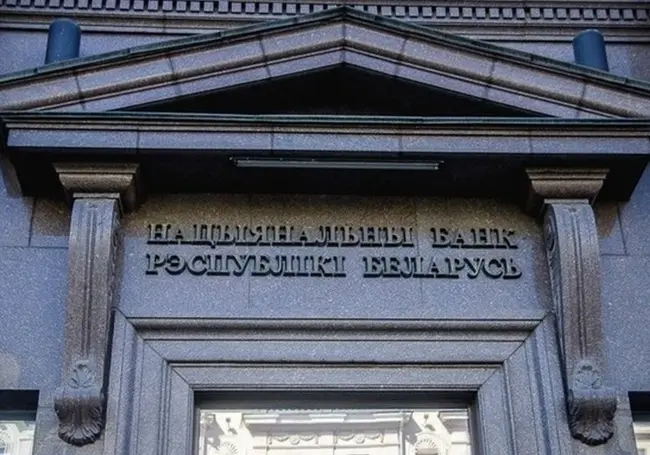 НАЦЫЯНАЛЬНЫ БАНК
РЭСПУБЛІКІ БЕЛАРУСЬ